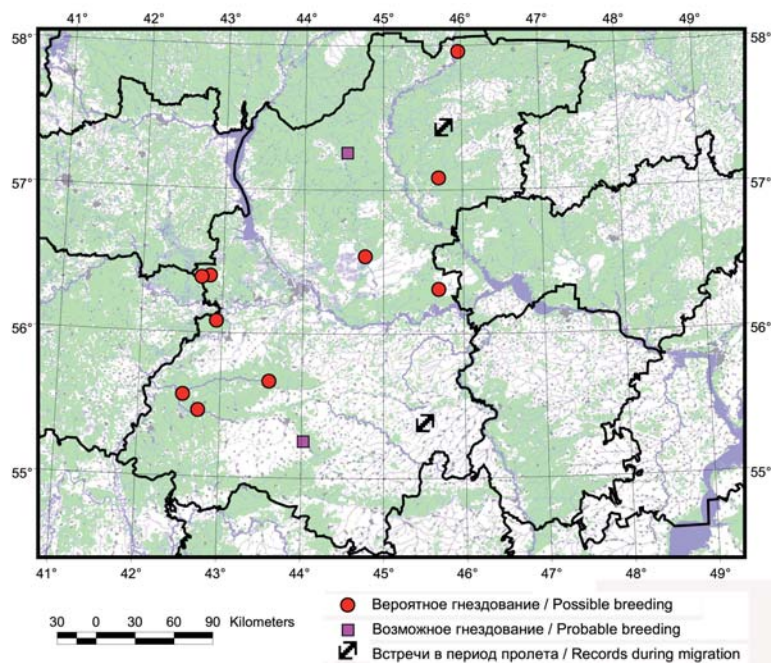 41° 42° 43° 44° 45° 46° 47° 48° 49°
58° 58°
57° 57°
56° 56°
55° 55°
41° 42° 43° 44° 45° 46° 47° 48° 49°
30 0 30 60 90 Kilometers
Вероятное гнездование / Possible breeding
Возможное гнездование / Probable breeding
Встречи в период пролета / Records during migration